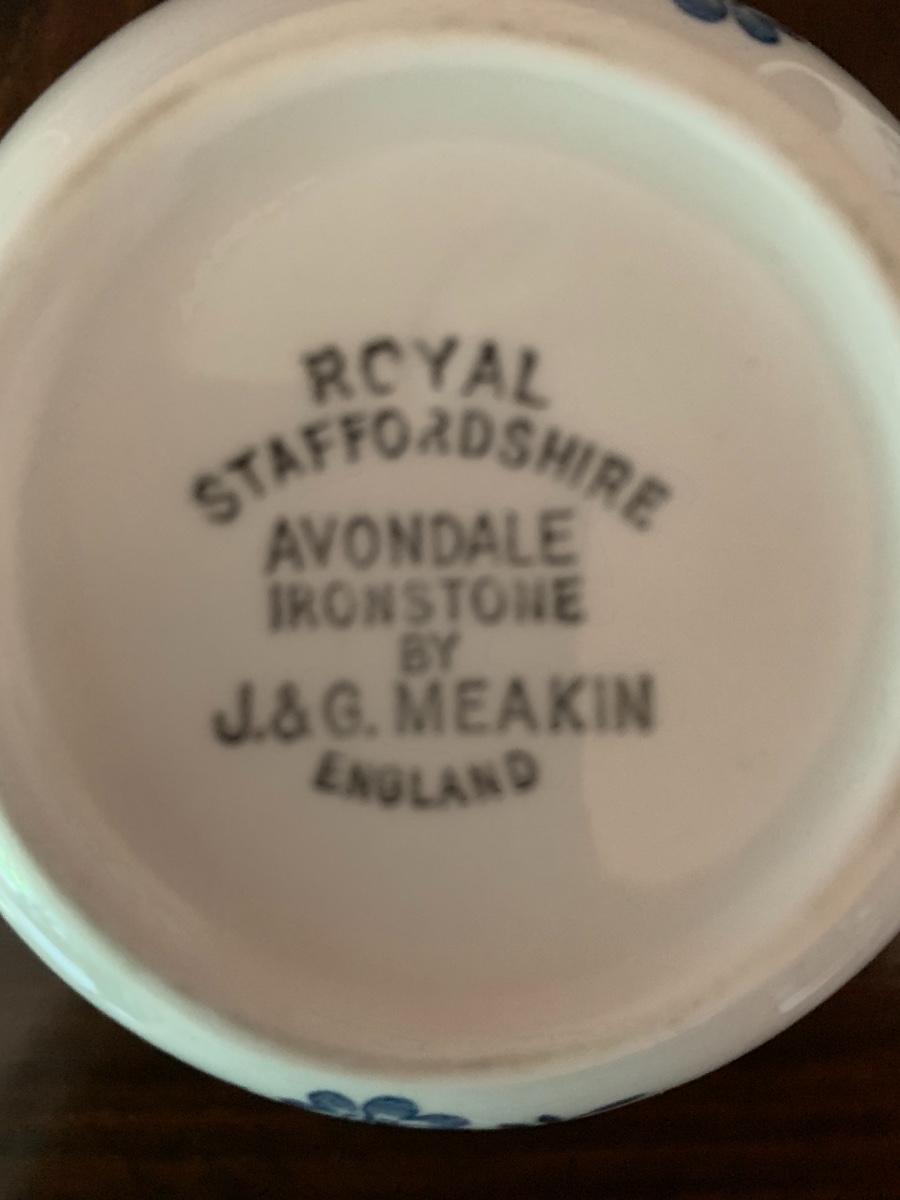 ROYAL
STAFFORDSHIRE
AVONDALE
IRONSTONE
BY
J.&G. MEAKIN
ENGLAND